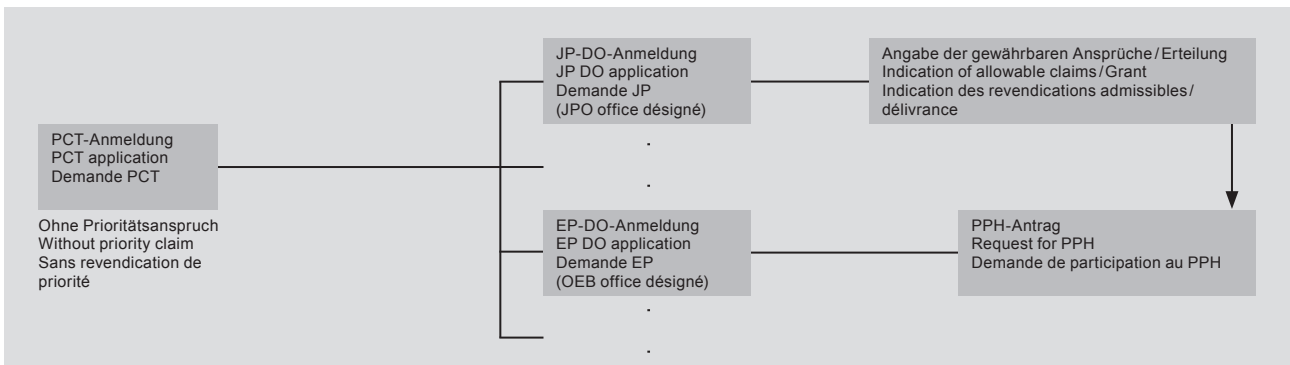 PCT-Anmeldung
PCT application
Demande PCT
Ohne Prioritätsanspruch
Without priority claim
Sans revendication de
priorité
JP-DO-Anmeldung
JP DO application
Demande JP
(JPO office désigné)
.
.
EP-DO-Anmeldung
EP DO application
Demande EP
(OEB office désigné)
.
.
Angabe der gewährbaren Ansprüche/Erteilung
Indication of allowable claims/Grant
Indication des revendications admissibles/
délivrance
PPH-Antrag
Request for PPH
Demande de participation au PPH